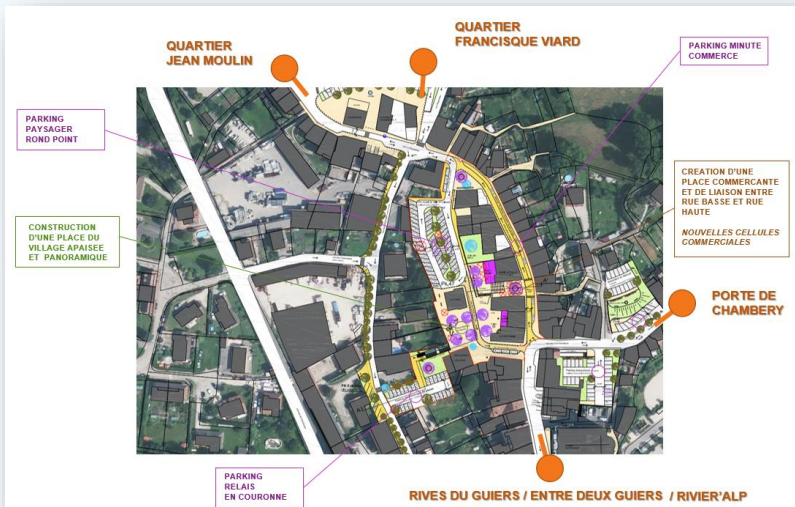 QUARTIER
JEAN MOULIN
QUARTIER
FRANCISQUE VIARD
PARKING MINUTE
COMMERCE
PARKING
PAYSAGER
ROND POINT
CREATION D'UNE
PLACE COMMERCANTE
ET DE LIAISON ENTRE
RUE BASSE ET RUE
HAUTE
NOUVELLES CELLULES
COMMERCIALES
CONSTRUCTION
D'UNE PLACE DU
VILLAGE APAISEE
ET PANORAMIQUE
PORTE DE
CHAMBERY
PARKING
RELAIS
EN COURONNE
RIVES DU GUIERS / ENTRE DEUX GUIERS / RIVIER'ALP